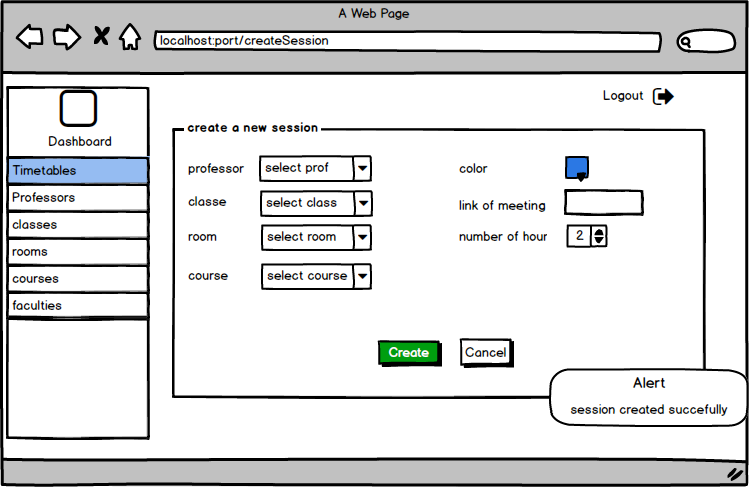 A Web Page
localhost:port/createSession
Logout
Dashboard
Timetables
Professors
classes
rooms
courses
faculties
create a new session
professor select prof
classe select class
room select room
course select course
color
link of meeting
number of hour 2
Create Cancel
Alert
session created succefully